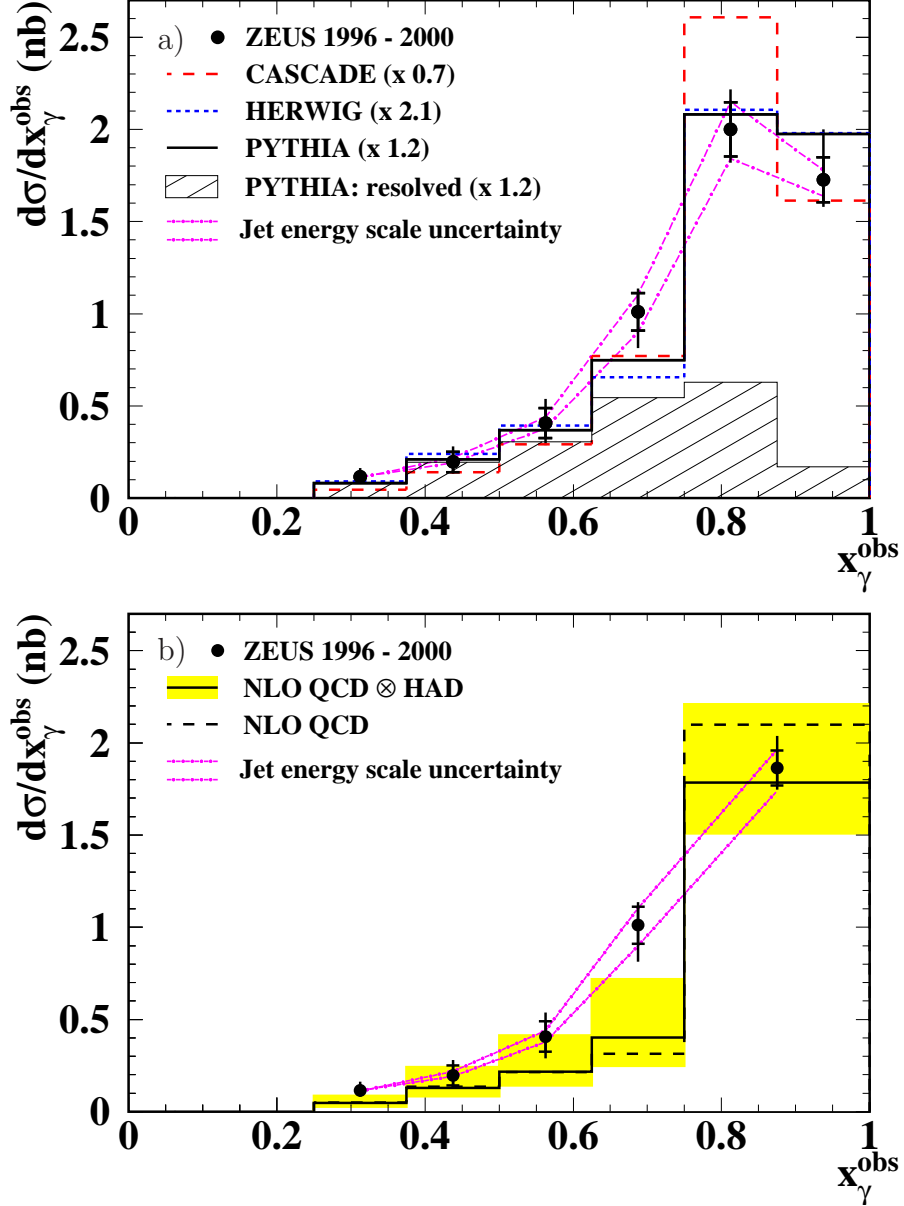 a) ZEUS 1996 - 2000
CASCADE (x 0.7)
HERWIG (x 2.1)
PYTHIA (x 1.2)
PYTHIA: resolved (x 1.2)
Jet energy scale uncertainty
dσ/dxγ^obs (nb)
2.5
2
1.5
1
0.5
0
0 0.2 0.4 0.6 0.8 1
xγ^obs
b) ZEUS 1996 - 2000
NLO QCD ⊗ HAD
NLO QCD
Jet energy scale uncertainty
dσ/dxγ^obs (nb)
2.5
2
1.5
1
0.5
0
0 0.2 0.4 0.6 0.8 1
xγ^obs